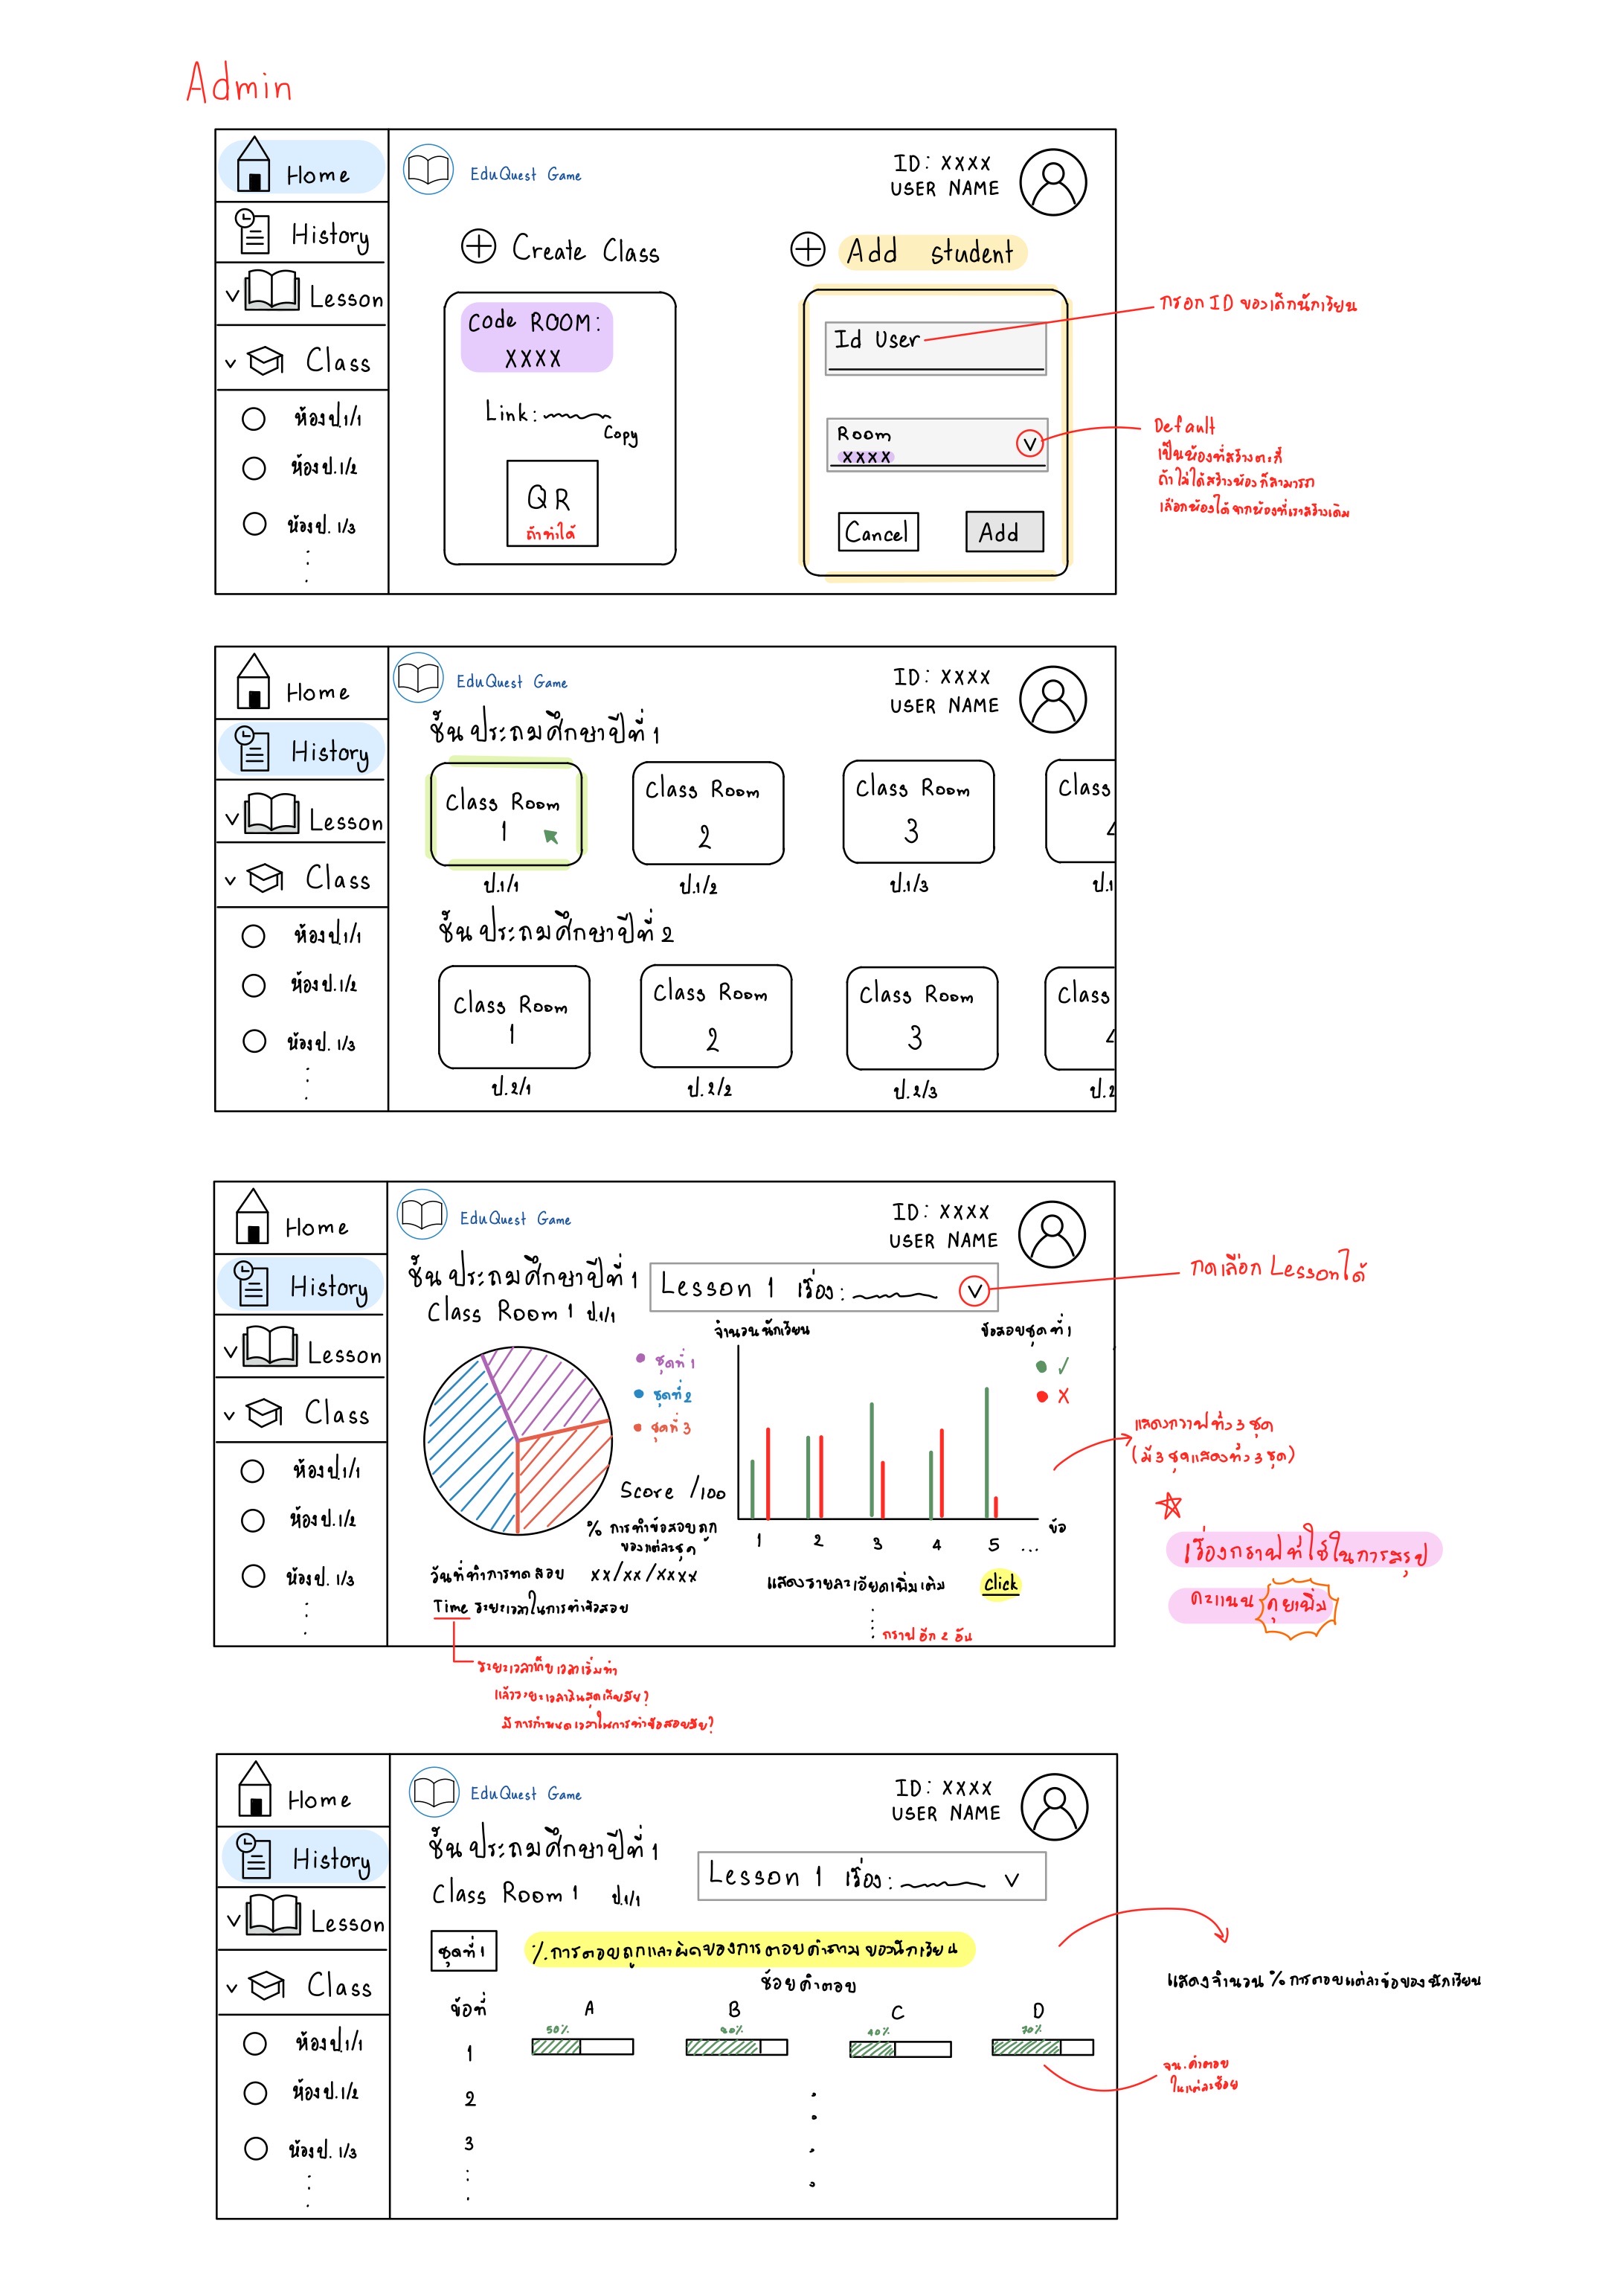 Admin
Home
EduQuest Game
ID: XXXX
USER NAME
History
Create Class
Add student
Lesson
Code ROOM:
XXXX
กรอก ID ของเด็กนักเรียน
Id User
Class
Link:
Copy
Room
XXXX
Default
เป็นห้องที่สร้างตะกี้
ถ้าไม่ได้สร้างห้องก็สามารถ
เลือกห้องได้จากห้องที่เราสร้างเดิม
ห้องป.1/1
ห้องป.1/2
ห้องป.1/3
QR
ถ้าทำได้
Cancel
Add
Home
EduQuest Game
ID: XXXX
USER NAME
ชั้นประถมศึกษาปีที่ 1
History
Lesson
Class
Class Room 1
Class Room 2
Class Room 3
Class 4
ป.1/1
ป.1/2
ป.1/3
ป.1
ชั้นประถมศึกษาปีที่ 2
ห้องป.1/1
ห้องป.1/2
ห้องป.1/3
Class Room 1
Class Room 2
Class Room 3
Class 4
ป.2/1
ป.2/2
ป.2/3
ป.2
Home
EduQuest Game
ID: XXXX
USER NAME
History
ชั้นประถมศึกษาปีที่ 1
Lesson 1 เรื่อง:
กดเลือก Lessonได้
Class Room 1 ป.1/1
Lesson
Class
จำนวนนักเรียน
ข้อสอบชุดที่ 1
ชุดที่ 1
ชุดที่ 2
ชุดที่ 3
✓
X
แสดงกราฟทั้ง 3 ชุด
(มี 3 ชุดแสดงทั้ง 3 ชุด)
Score /100
% การทำข้อสอบถูก
ของแต่ละชุด
1 2 3 4 5 ...
ข้อ
เรื่องกราฟที่ใช้ในการสรุป
คะแนน คุยเพิ่ม
ห้องป.1/1
ห้องป.1/2
ห้องป.1/3
วันที่ทำการทดสอบ xx/xx/xxxx
Time ระยะเวลาในการทำข้อสอบ
แสดงรายละเอียดเพิ่มเติม Click
กราฟอีก 2 อัน
ระยะเวลาเก็บเวลาเริ่มทำ
แล้วระยะเวลาสิ้นสุดเก็บมั้ย?
มีการกำหนดเวลาในการทำข้อสอบมั้ย?
Home
EduQuest Game
ID: XXXX
USER NAME
History
ชั้นประถมศึกษาปีที่ 1
Lesson 1 เรื่อง:
Class Room 1 ป.1/1
Lesson
Class
ชุดที่ 1
%การตอบถูกและผิดของการตอบคำถามของนักเรียน
แสดงจำนวน % การตอบแต่ละข้อของนักเรียน
ช้อยคำตอบ
ข้อที่
A B C D
50% 80% 40% 70%
1
2
3
จน.คำตอบ
ในแต่ละช้อย
ห้องป.1/1
ห้องป.1/2
ห้องป.1/3